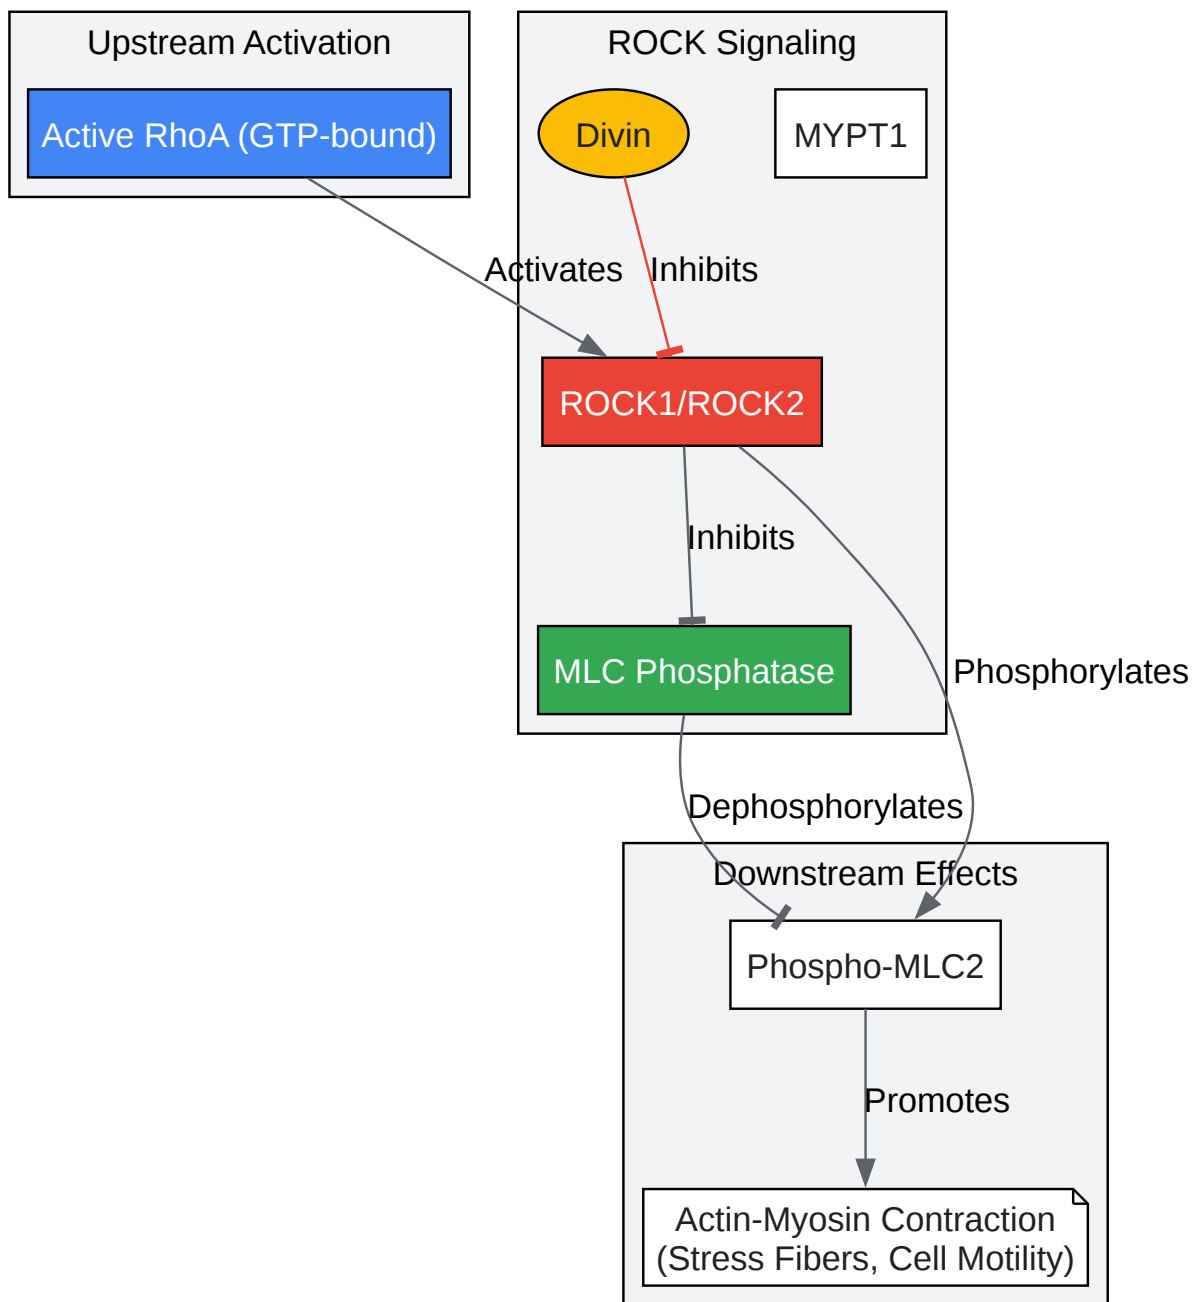 Upstream Activation
ROCK Signaling
Active RhoA (GTP-bound)
Divin
MYPT1
Activates
Inhibits
ROCK1/ROCK2
Inhibits
MLC Phosphatase
Phosphorylates
Dephosphorylates
Downstream Effects
Phospho-MLC2
Promotes
Actin-Myosin Contraction
(Stress Fibers, Cell Motility)